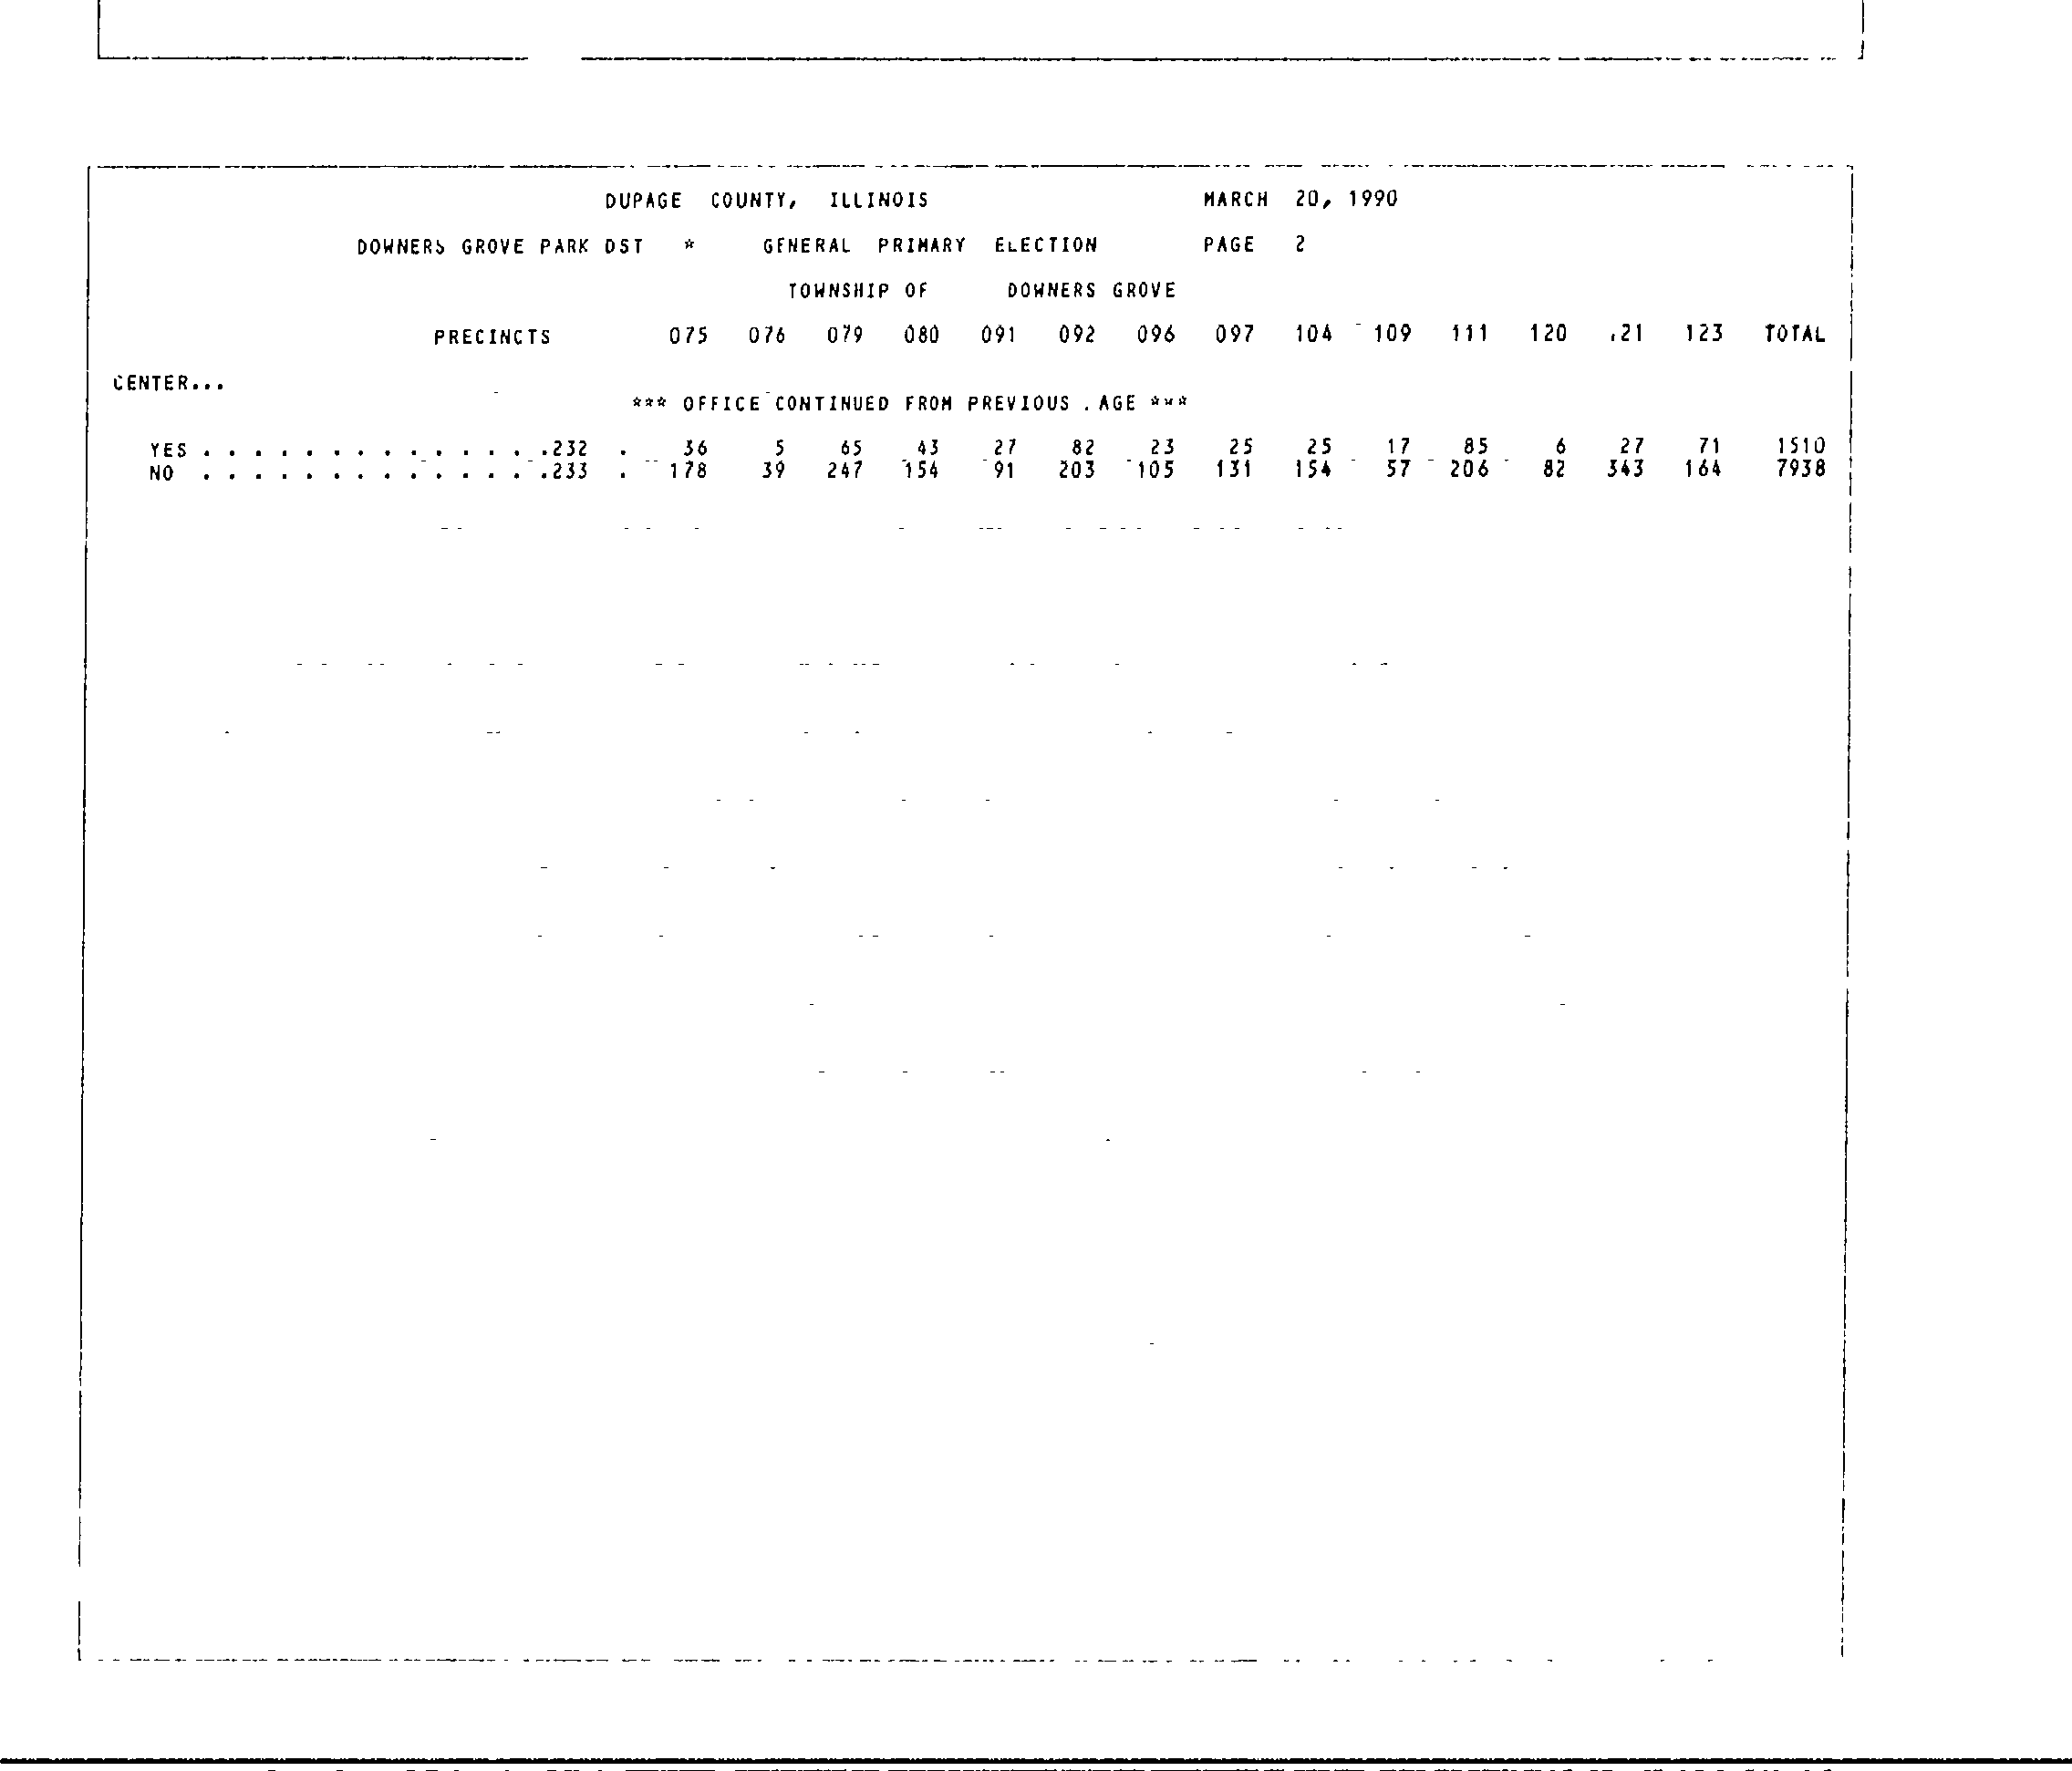 DUPAGE COUNTY, ILLINOIS MARCH 20, 1990
DOWNERS GROVE PARK DST * GENERAL PRIMARY ELECTION PAGE 2
TOWNSHIP OF DOWNERS GROVE
PRECINCTS 075 076 079 080 091 092 096 097 104 109 111 120 .21 123 TOTAL
CENTER...
*** OFFICE CONTINUED FROM PREVIOUS .AGE ***
YES . . . . . . . . . . . . . .232 . 36 5 65 43 27 82 23 25 25 17 85 6 27 71 1510
NO . . . . . . . . . . . . . .233 . 178 39 247 154 91 203 105 131 154 57 206 82 343 164 7938